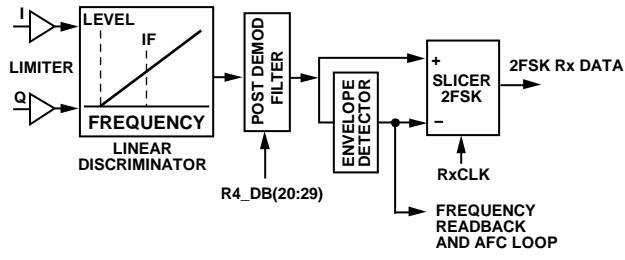 I
LEVEL
IF
LIMITER
Q
FREQUENCY
LINEAR
DISCRIMINATOR
POST DEMOD
FILTER
R4_DB(20:29)
ENVELOPE
DETECTOR
+
SLICER
2FSK
–
2FSK Rx DATA
RxCLK
FREQUENCY
READBACK
AND AFC LOOP